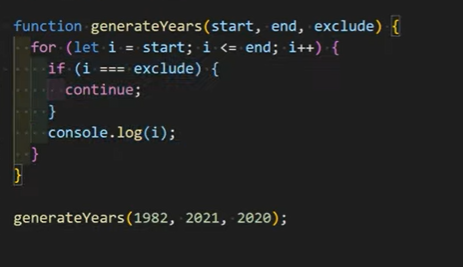 function generateYears(start, end, exclude) {
  for (let i = start; i <= end; i++) {
    if (i === exclude) {
      continue;
    }
    console.log(i);
  }
}

generateYears(1982, 2021, 2020);